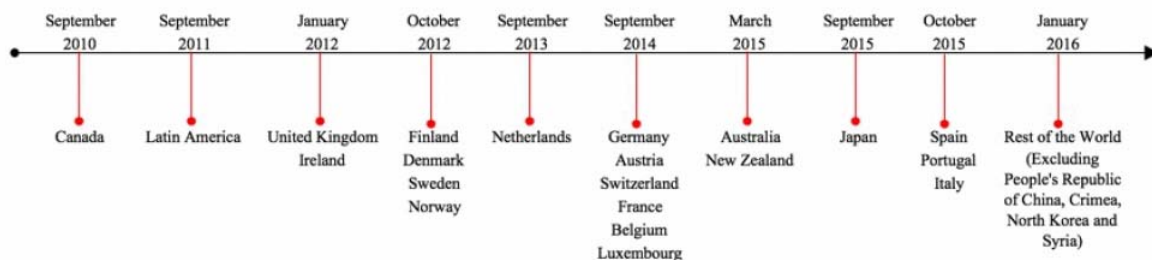 September
2010
September
2011
January
2012
October
2012
September
2013
September
2014
March
2015
September
2015
October
2015
January
2016
Canada
Latin America
United Kingdom
Ireland
Finland
Denmark
Sweden
Norway
Netherlands
Germany
Austria
Switzerland
France
Belgium
Luxembourg
Australia
New Zealand
Japan
Spain
Portugal
Italy
Rest of the World
(Excluding
People's Republic
of China, Crimea,
North Korea and
Syria)